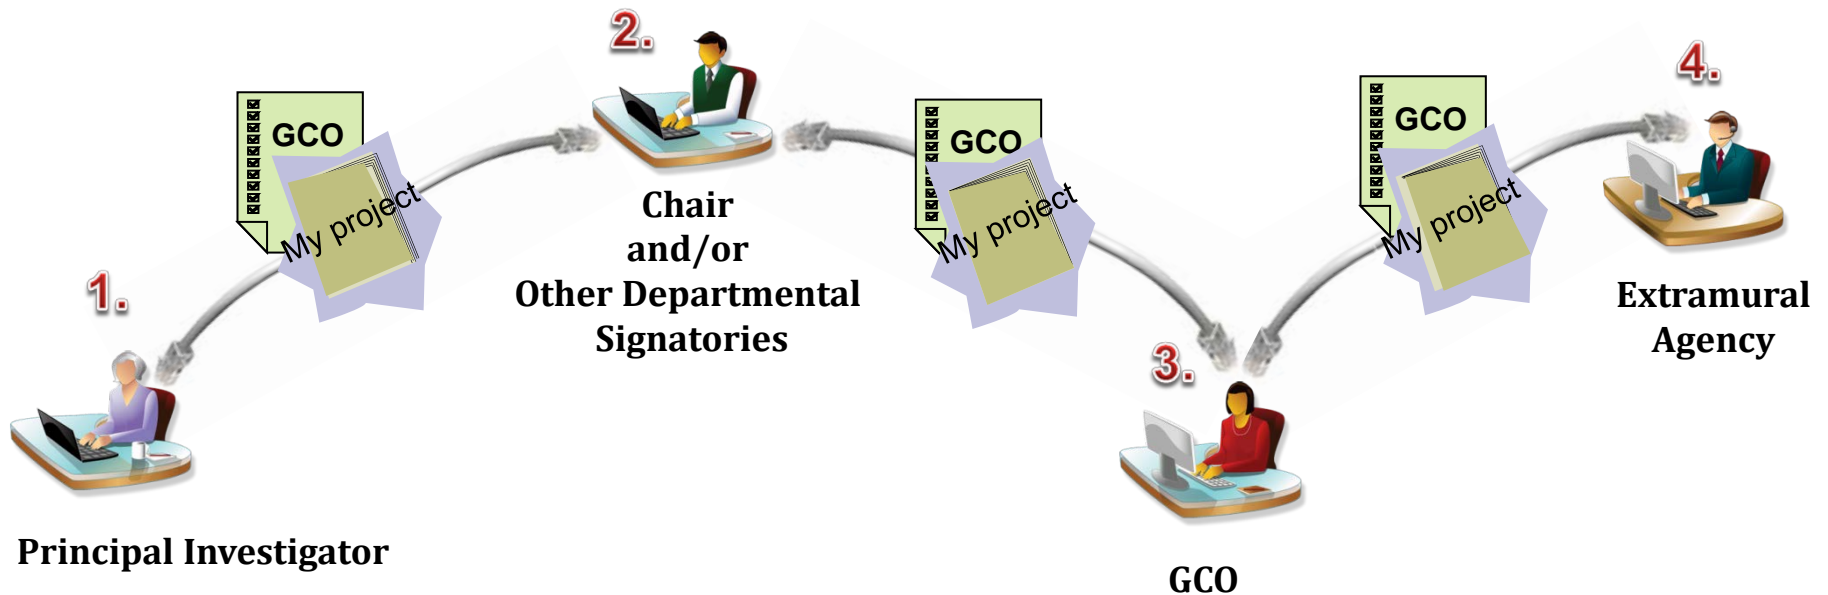 1.
GCO
My project
Principal Investigator
2.
Chair
and/or
Other Departmental
Signatories
GCO
My project
3.
GCO
GCO
My project
4.
Extramural
Agency